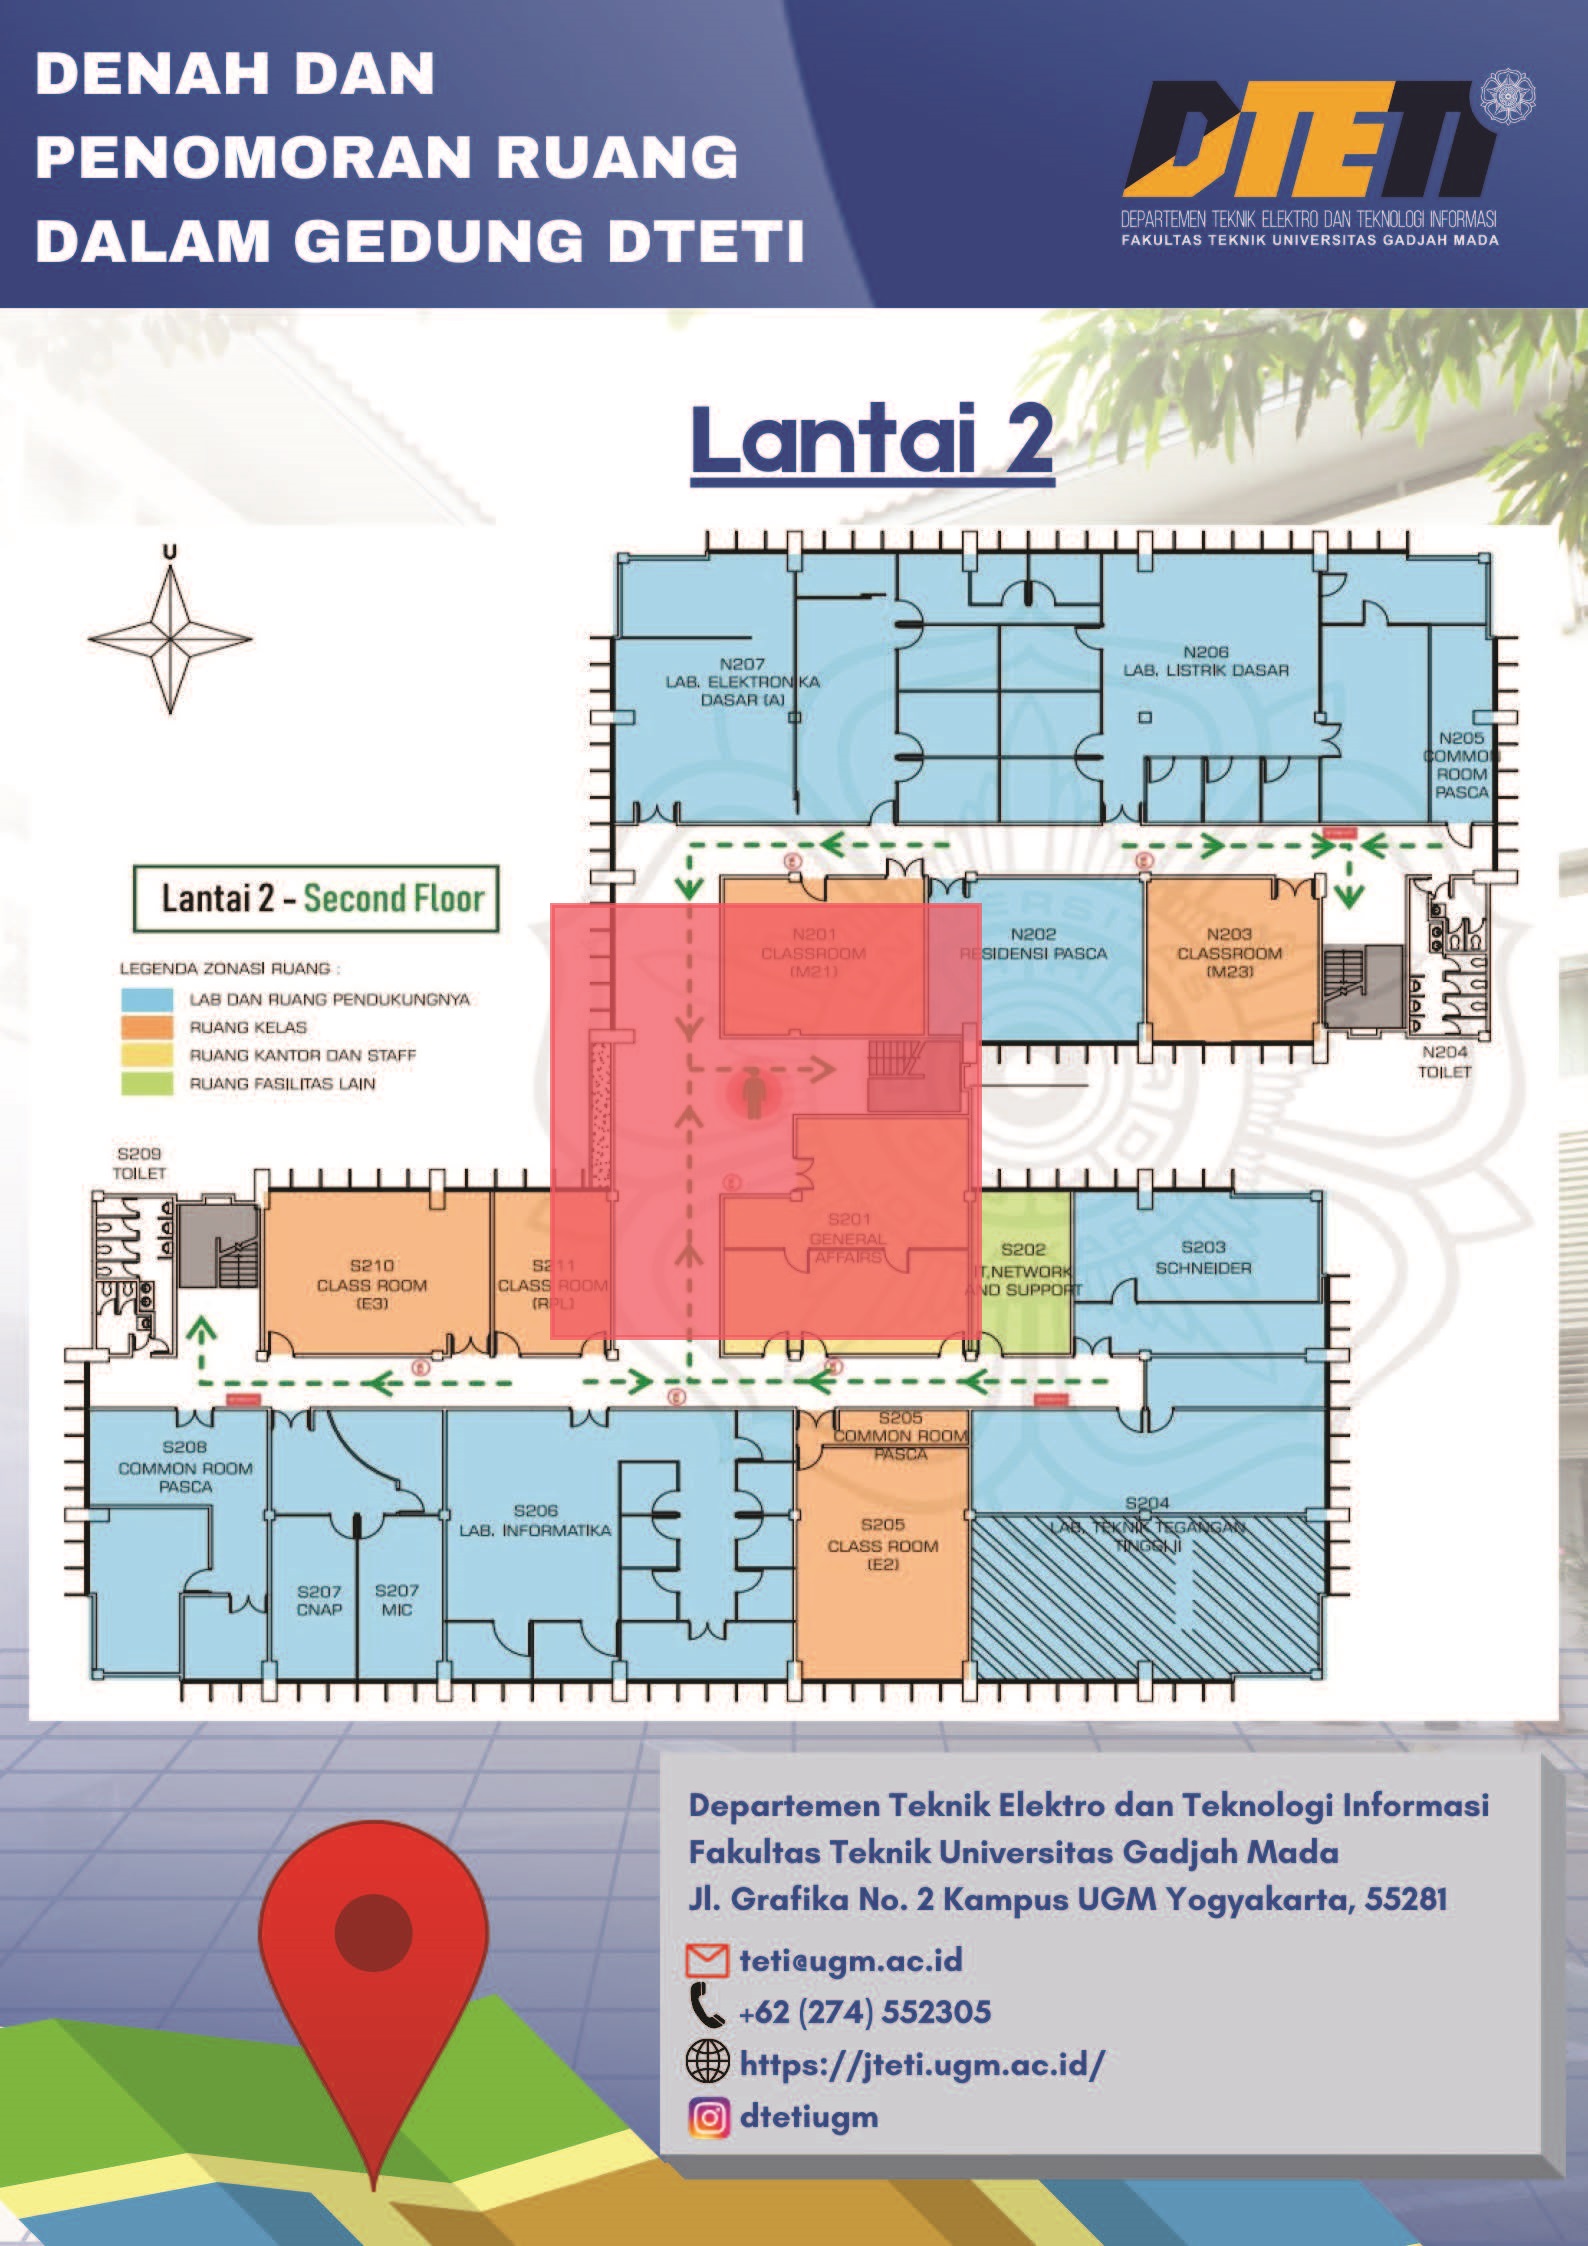 DENAH DAN
PENOMORAN RUANG
DALAM GEDUNG DTETI
DTETI
DEPARTEMEN TEKNIK ELEKTRO DAN TEKNOLOGI INFORMASI
FAKULTAS TEKNIK UNIVERSITAS GADJAH MADA
Lantai 2
U
N207
LAB. ELEKTRONIKA
DASAR (A)
N206
LAB. LISTRIK DASAR
N205
COMMON
ROOM
PASCA
Lantai 2 - Second Floor
LEGENDA ZONASI RUANG :
LAB DAN RUANG PENDUKUNGNYA
RUANG KELAS
RUANG KANTOR DAN STAFF
RUANG FASILITAS LAIN
N201
CLASSROOM
(M21)
N202
RESIDENSI PASCA
N203
CLASSROOM
(M23)
N204
TOILET
S209
TOILET
S210
CLASS ROOM
(E3)
S211
CLASS ROOM
(RPL)
S201
GENERAL
AFFAIRS
S202
IT,NETWORK
AND SUPPORT
S203
SCHNEIDER
S208
COMMON ROOM
PASCA
S207
CNAP
S207
MIC
S206
LAB. INFORMATIKA
S205
COMMON ROOM
PASCA
S205
CLASS ROOM
(E2)
S204
LAB. TEKNIK TEGANGAN
TINGGI II
Departemen Teknik Elektro dan Teknologi Informasi
Fakultas Teknik Universitas Gadjah Mada
Jl. Grafika No. 2 Kampus UGM Yogyakarta, 55281
teti@ugm.ac.id
+62 (274) 552305
https://jteti.ugm.ac.id/
dtetiugm